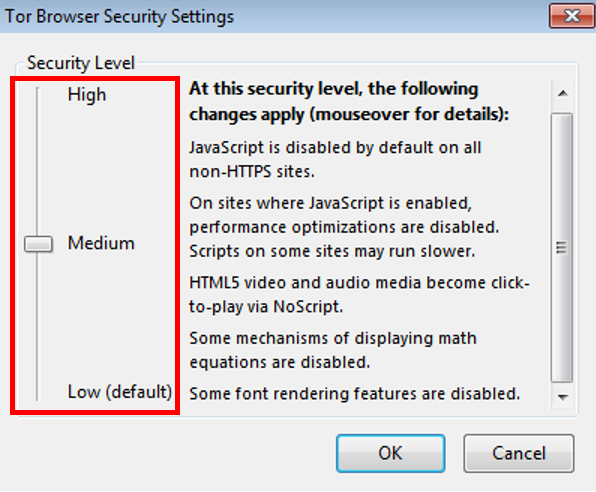 Tor Browser Security Settings
Security Level
High
Medium
Low (default)
At this security level, the following
changes apply (mouseover for details):
JavaScript is disabled by default on all
non-HTTPS sites.
On sites where JavaScript is enabled,
performance optimizations are disabled.
Scripts on some sites may run slower.
HTML5 video and audio media become click-
to-play via NoScript.
Some mechanisms of displaying math
equations are disabled.
Some font rendering features are disabled.
OK
Cancel